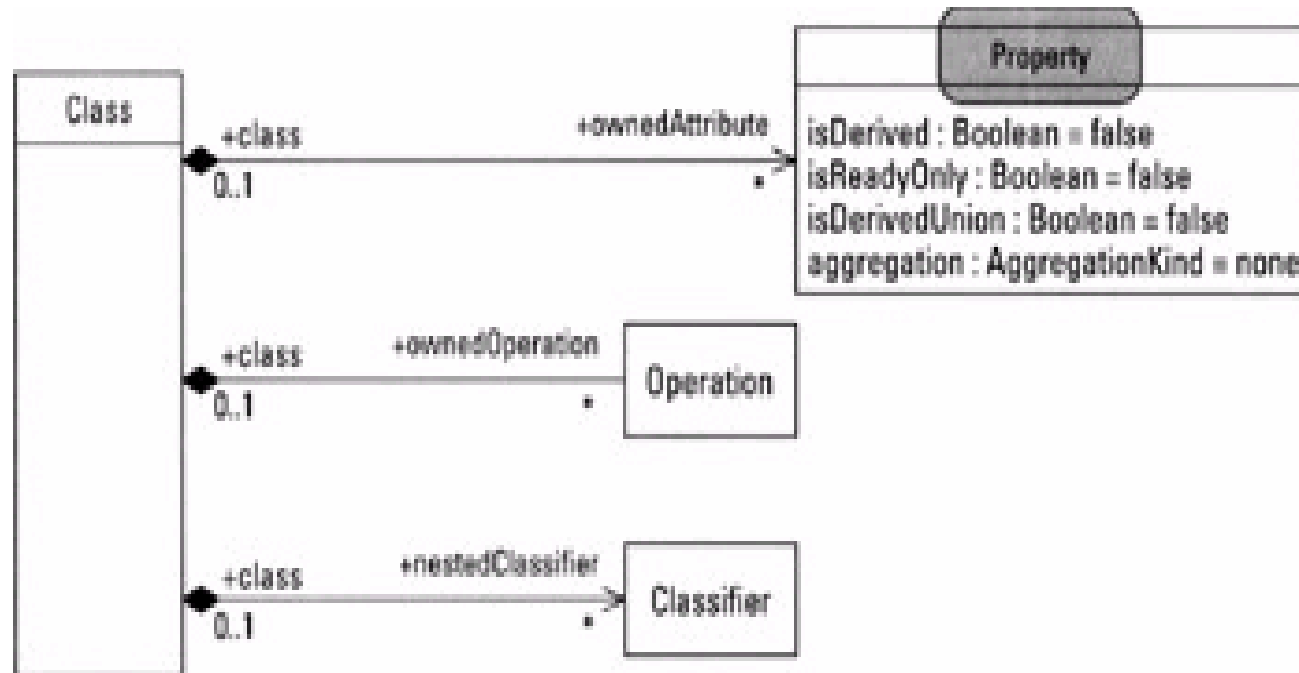 Class
Property
isDerived : Boolean = false
isReadyOnly : Boolean = false
isDerivedUnion : Boolean = false
aggregation : AggregationKind = none
+class
+ownedAttribute
0..1
*
+class
+ownedOperation
0..1
*
Operation
+class
+nestedClassifier
0..1
*
Classifier